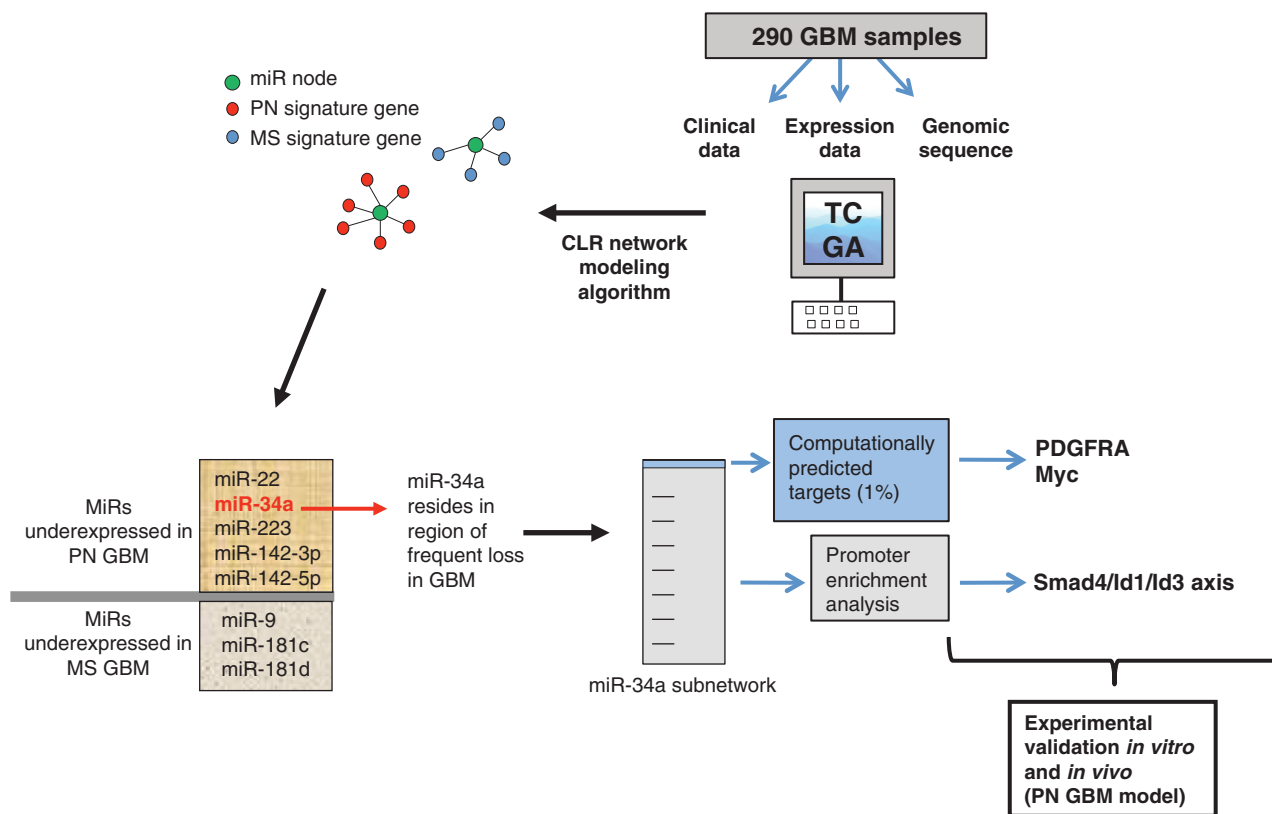 290 GBM samples
miR node
PN signature gene
MS signature gene
Clinical
data
Expression
data
Genomic
sequence
TC
GA
CLR network
modeling
algorithm
MiRs
underexpressed in
PN GBM
miR-22
miR-34a
miR-223
miR-142-3p
miR-142-5p
MiRs
underexpressed in
MS GBM
miR-9
miR-181c
miR-181d
miR-34a
resides in
region of
frequent loss
in GBM
miR-34a subnetwork
Computationally
predicted
targets (1%)
PDGFRA
Myc
Promoter
enrichment
analysis
Smad4/Id1/Id3 axis
Experimental
validation in vitro
and in vivo
(PN GBM model)